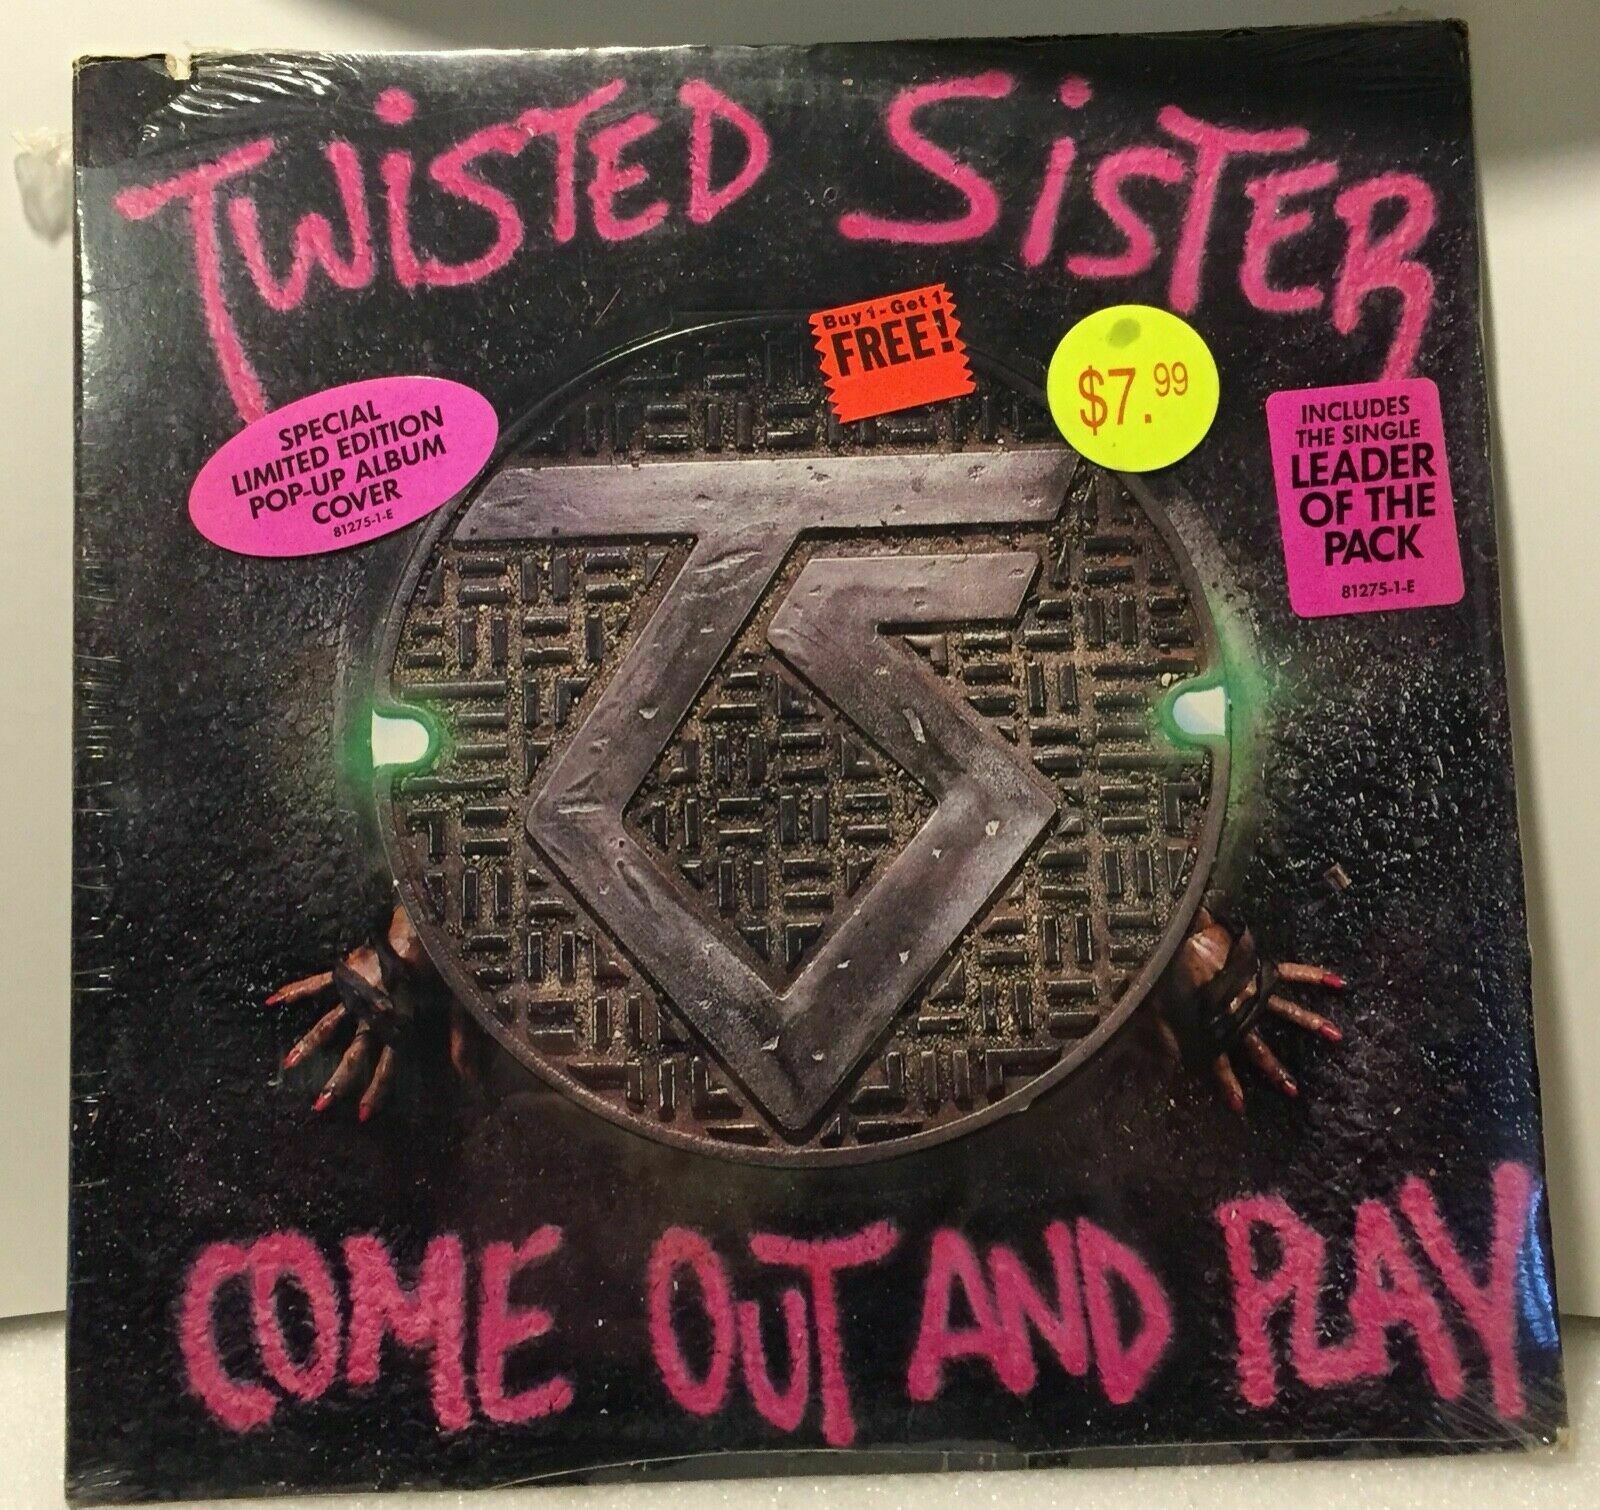 TWiSTED SiSTER
Buy 1 - Get 1
FREE!
$7.99
SPECIAL
LIMITED EDITION
POP-UP ALBUM
COVER
81275-1-E
INCLUDES
THE SINGLE
LEADER
OF THE
PACK
81275-1-E
TS
COME OuT AND PLAY